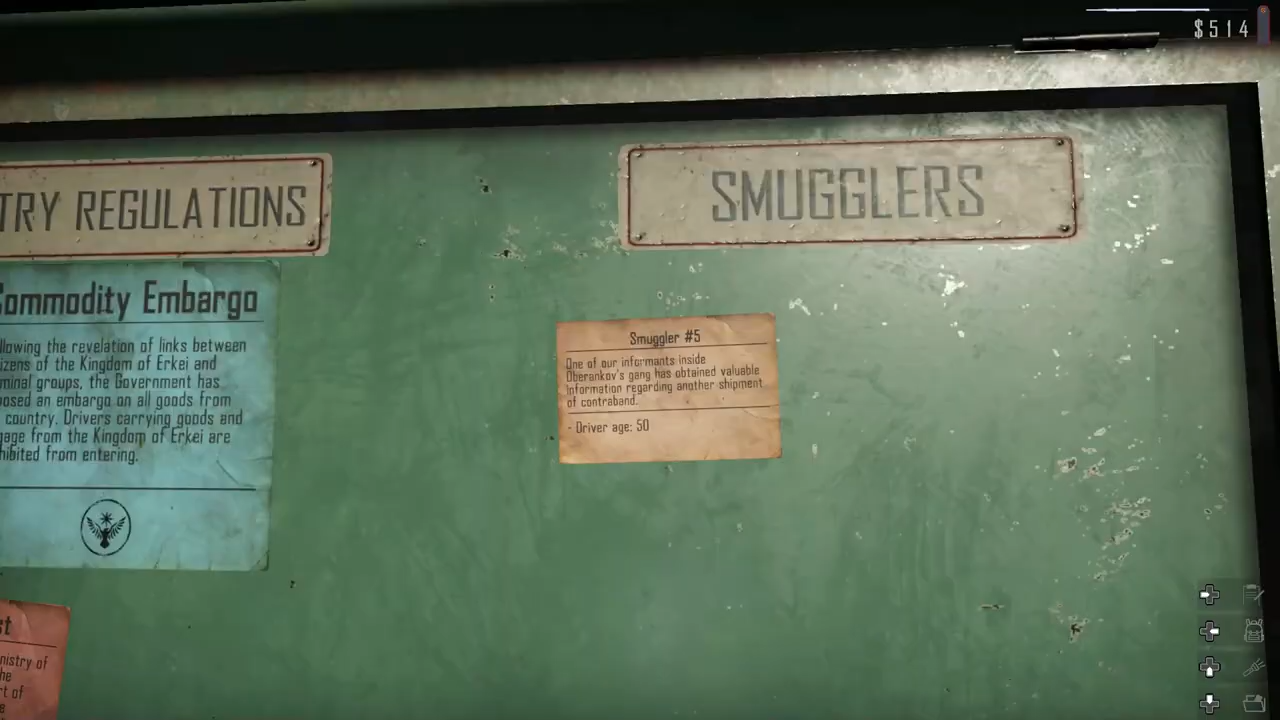 $514
TRY REGULATIONS
SMUGGLERS
Commodity Embargo
llowing the revelation of links between
izens of the Kingdom of Erkei and
minal groups, the Government has
osed an embargo on all goods from
country. Drivers carrying goods and
gage from the Kingdom of Erkei are
hibited from entering.
Smuggler #5
One of our informants inside
Oberankov's gang has obtained valuable
information regarding another shipment
of contraband.
- Driver age: 50
st
nistry of
he
rt of
e